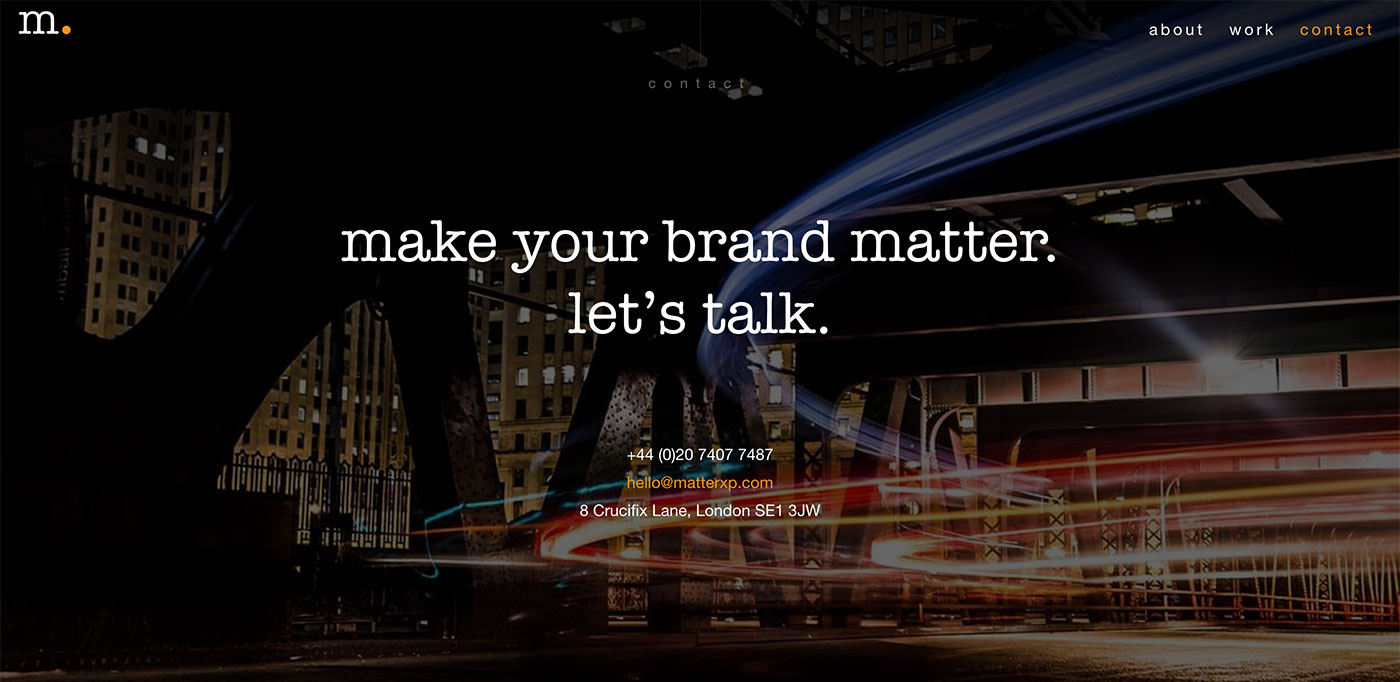 m.
about work contact
contact
make your brand matter.
let’s talk.
+44 (0)20 7407 7487
hello@matterxp.com
8 Crucifix Lane, London SE1 3JW